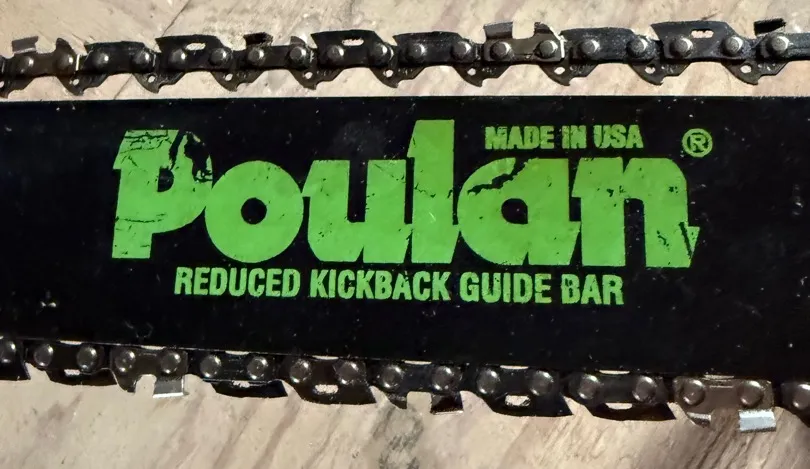 MADE IN USA
Poulan®
REDUCED KICKBACK GUIDE BAR